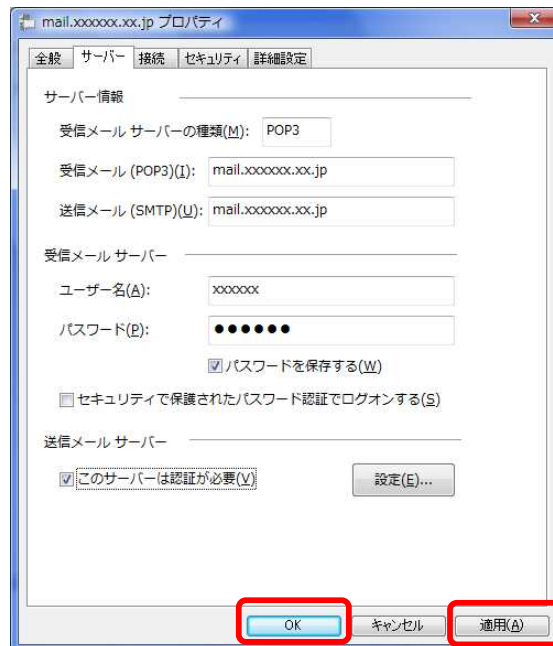 mail.xxxxxx.xx.jp プロパティ
全般 サーバー 接続 セキュリティ 詳細設定
サーバー情報
受信メール サーバーの種類(M): POP3
受信メール (POP3)(I): mail.xxxxxx.xx.jp
送信メール (SMTP)(U): mail.xxxxxx.xx.jp
受信メール サーバー
ユーザー名(A): xxxxxx
パスワード(P): ●●●●●●
パスワードを保存する(W)
セキュリティで保護されたパスワード認証でログオンする(S)
送信メール サーバー
このサーバーは認証が必要(V) 設定(E)...
OK キャンセル 適用(A)